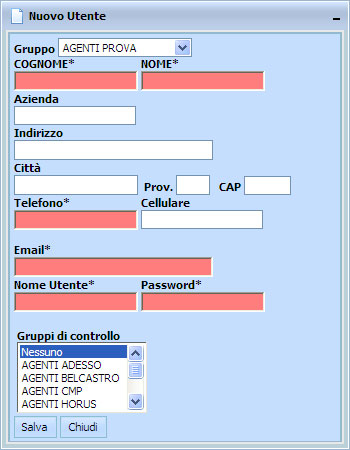 Nuovo Utente
Gruppo AGENTI PROVA
COGNOME* NOME*
Azienda
Indirizzo
Città
Prov. CAP
Telefono* Cellulare
Email*
Nome Utente* Password*
Gruppi di controllo
Nessuno
AGENTI ADESSO
AGENTI BELCASTRO
AGENTI CMP
AGENTI HORUS
Salva Chiudi